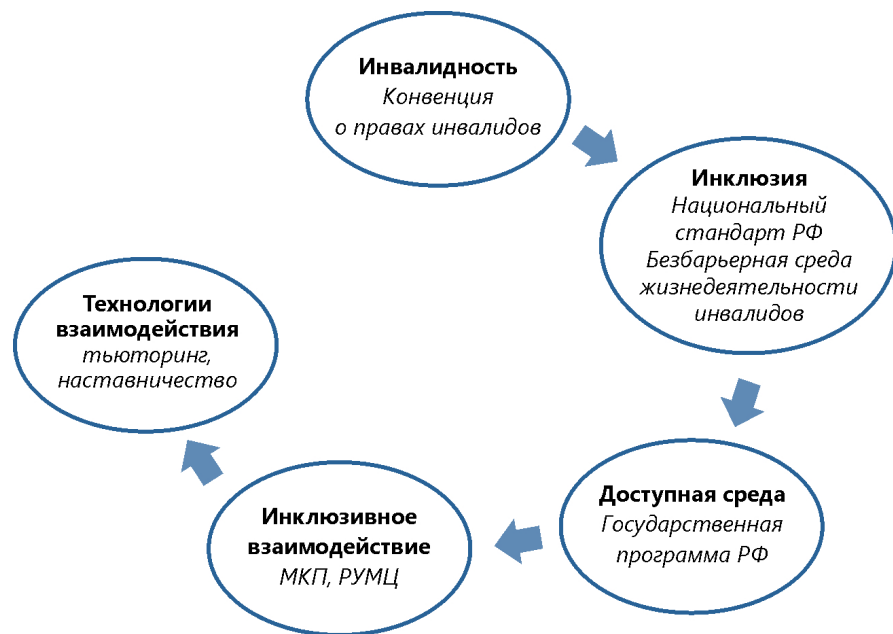 Инвалидность
Конвенция
о правах инвалидов
Инклюзия
Национальный
стандарт РФ
Безбарьерная среда
жизнедеятельности
инвалидов
Доступная среда
Государственная
программа РФ
Инклюзивное
взаимодействие
МКП, РУМЦ
Технологии
взаимодействия
тьюторинг,
наставничество